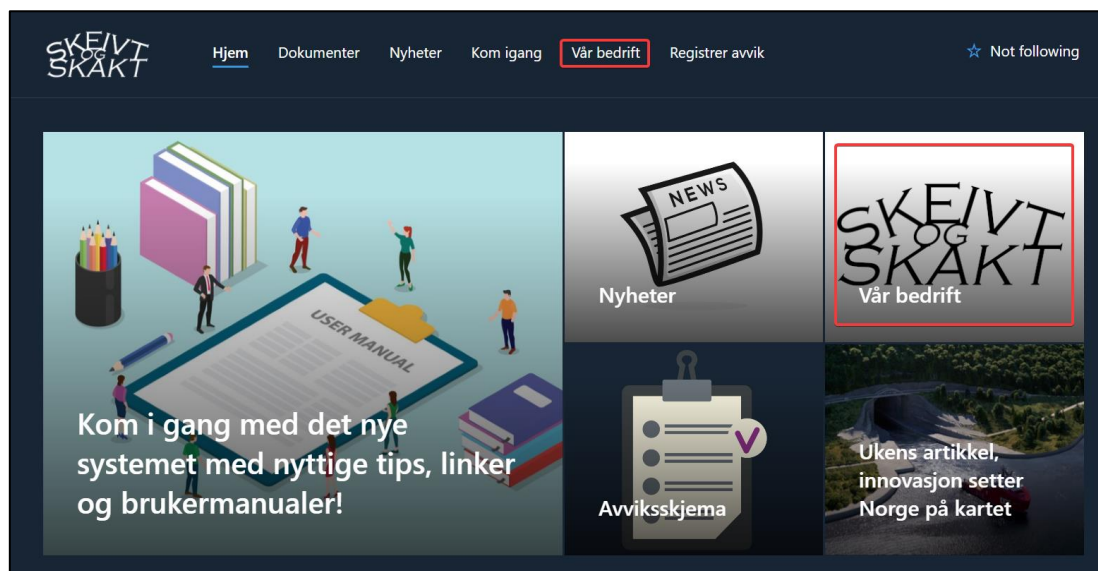 SKEIVT
OG
SKAKT
Hjem Dokumenter Nyheter Kom igang Vår bedrift Registrer avvik
Not following
USER MANUAL
Kom i gang med det nye
systemet med nyttige tips, linker
og brukermanualer!
NEWS
Nyheter
SKEIVT
OG
SKAKT
Vår bedrift
Avviksskjema
Ukens artikkel,
innovasjon setter
Norge på kartet